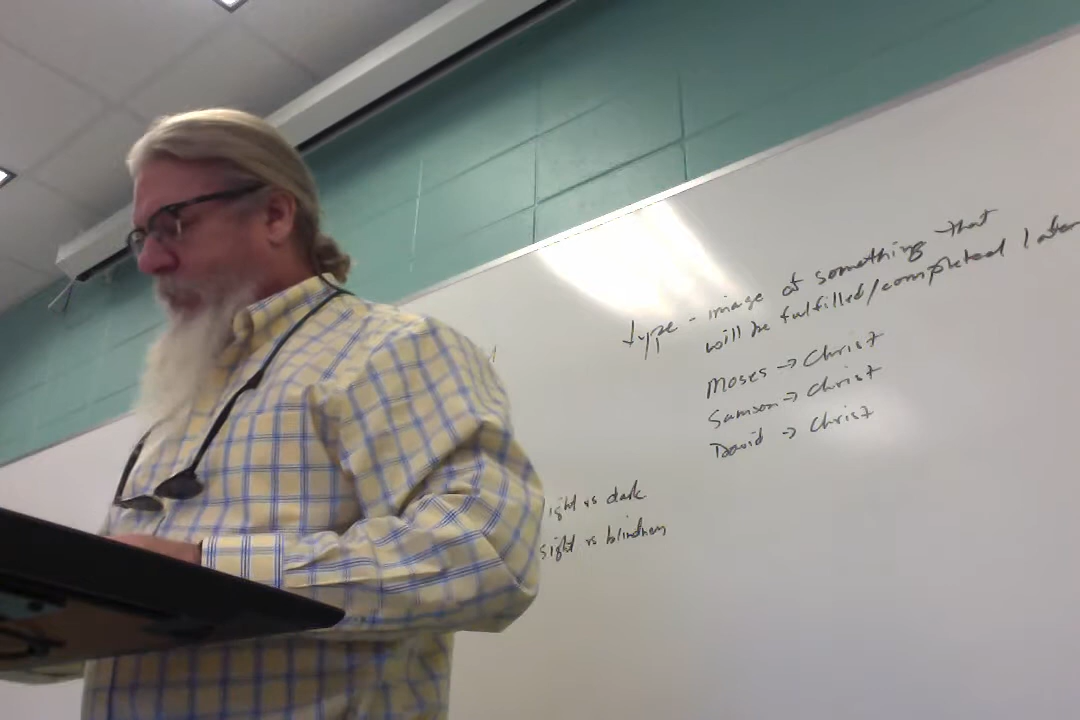 type - image of something that
will be fulfilled/completed later
Moses → Christ
Samson → Christ
David → Christ
light vs dark
sight vs blindness